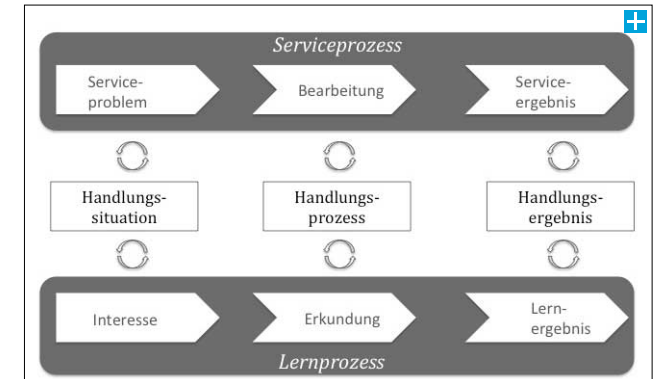 Serviceprozess
Service-
problem
Bearbeitung
Service-
ergebnis
Handlungs-
situation
Handlungs-
prozess
Handlungs-
ergebnis
Interesse
Erkundung
Lern-
ergebnis
Lernprozess